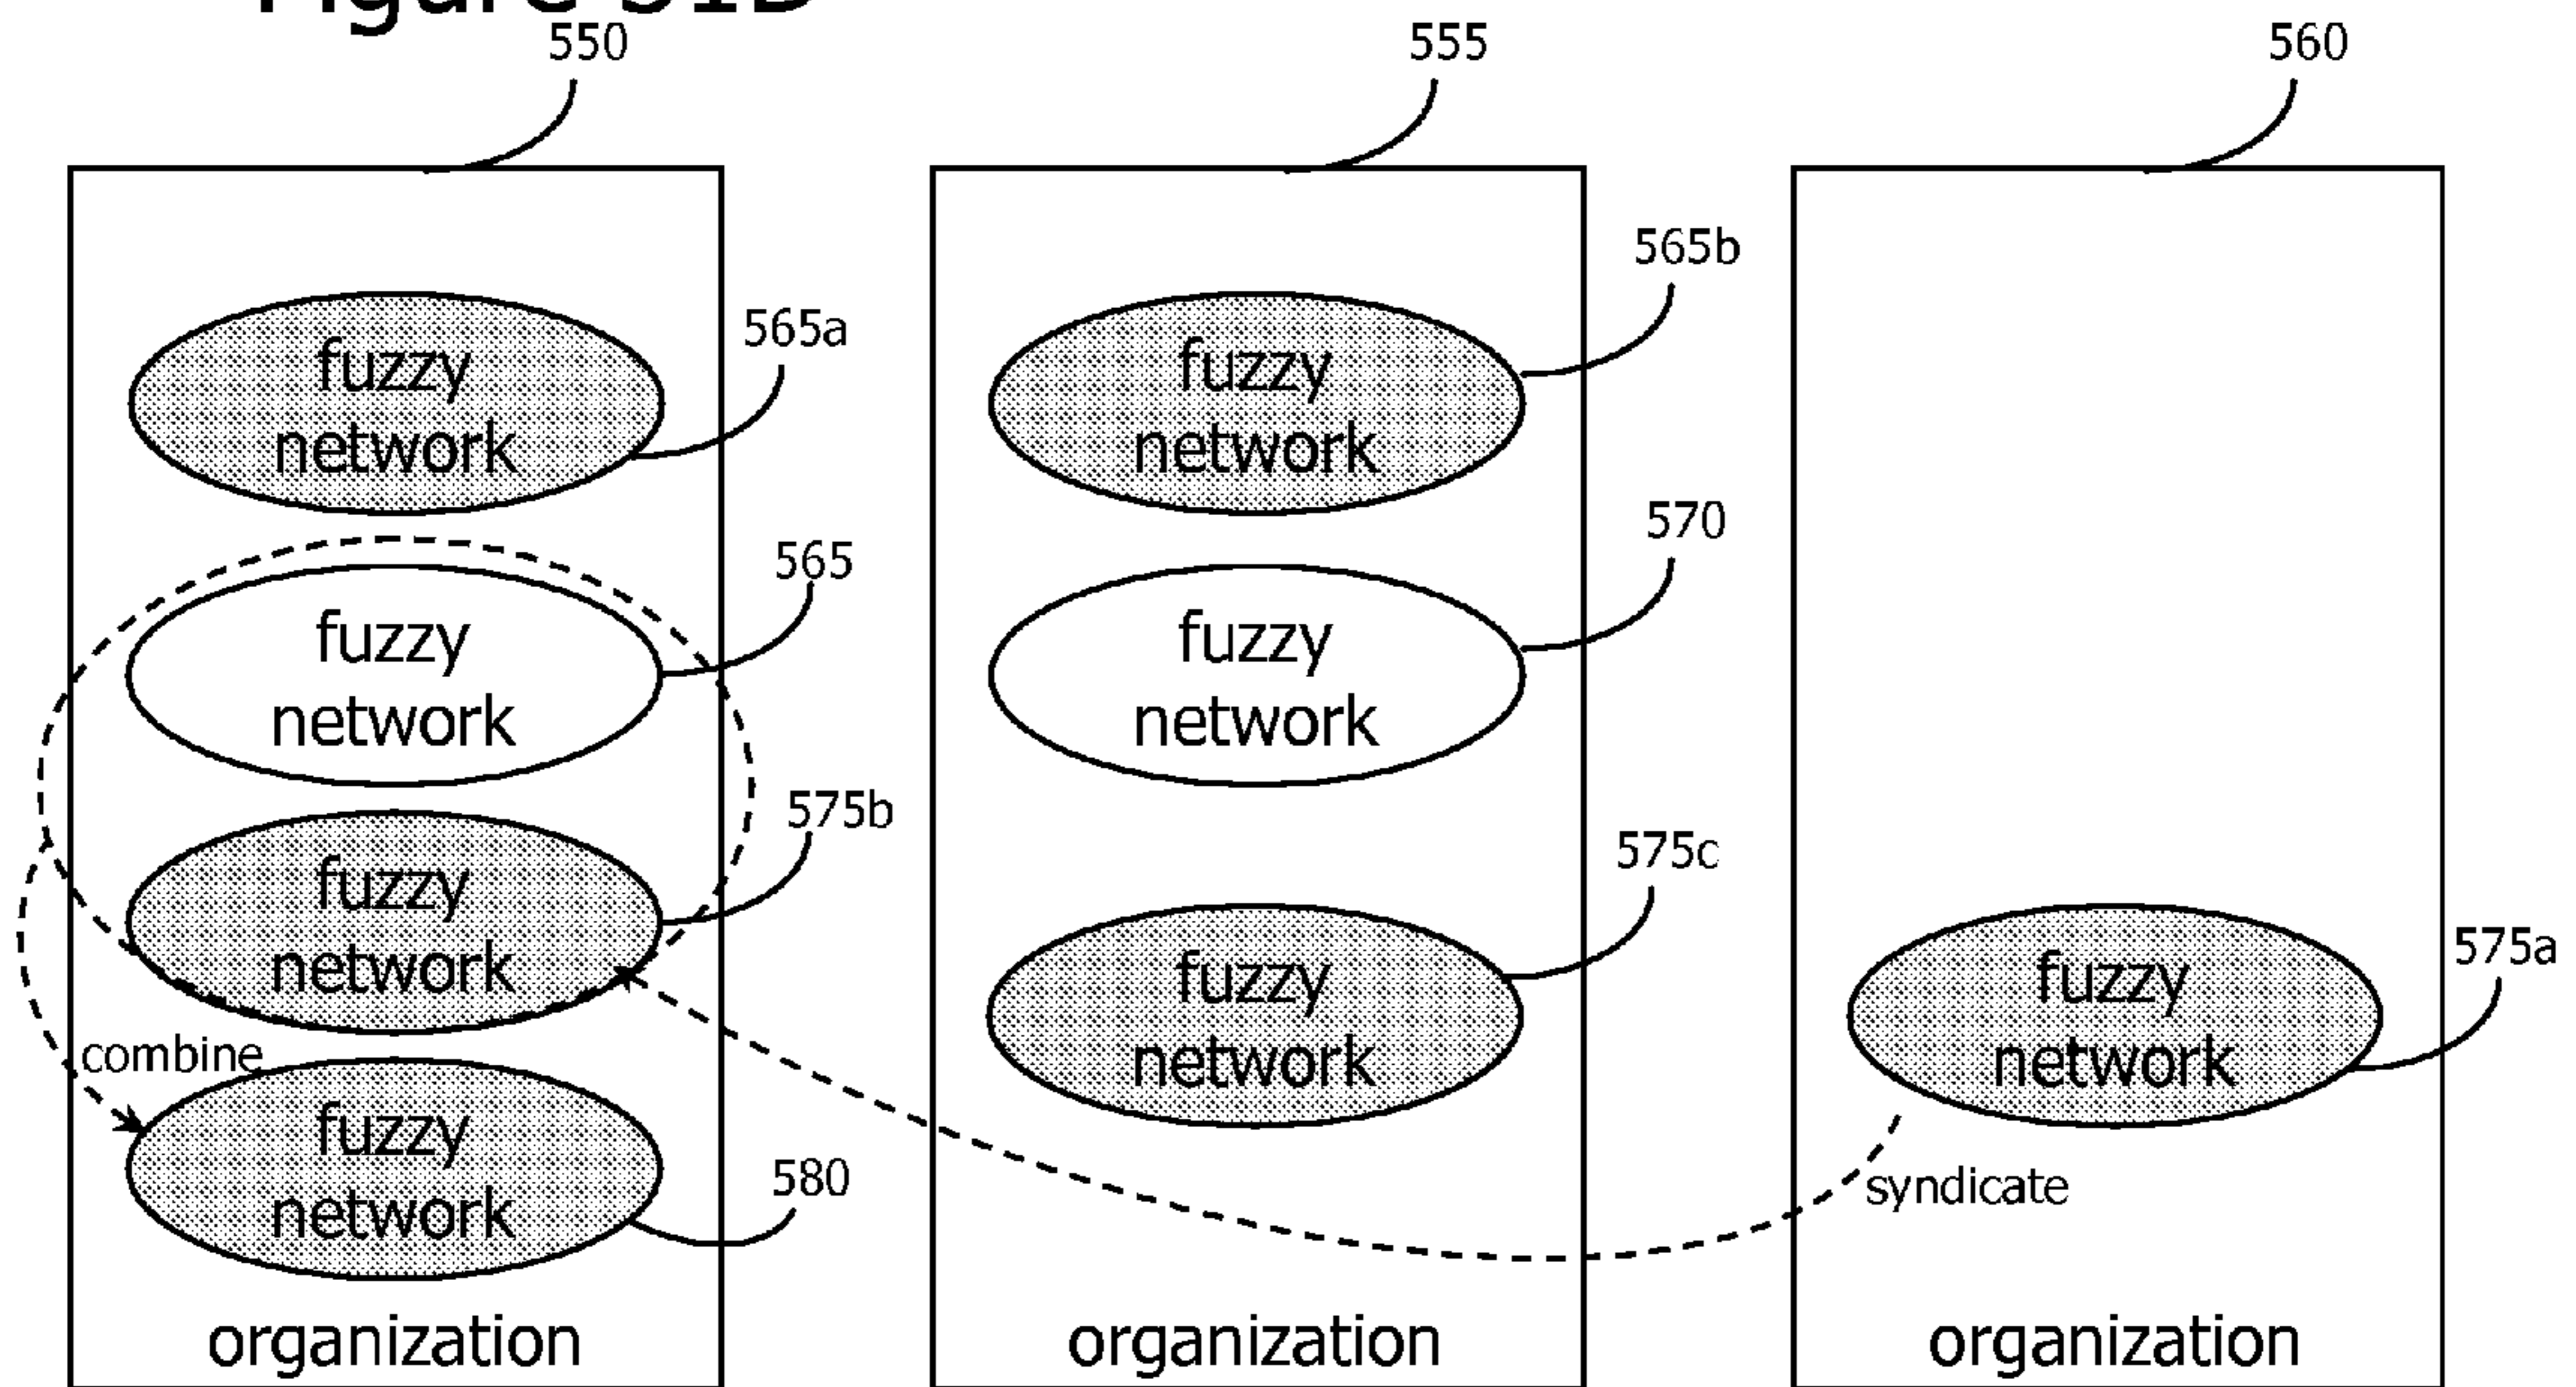 550
555
560
565b
565a
fuzzy
network
fuzzy
network
570
565
fuzzy
network
fuzzy
network
575b
575c
fuzzy
network
fuzzy
network
fuzzy
network
575a
combine
fuzzy
network
580
syndicate
organization
organization
organization